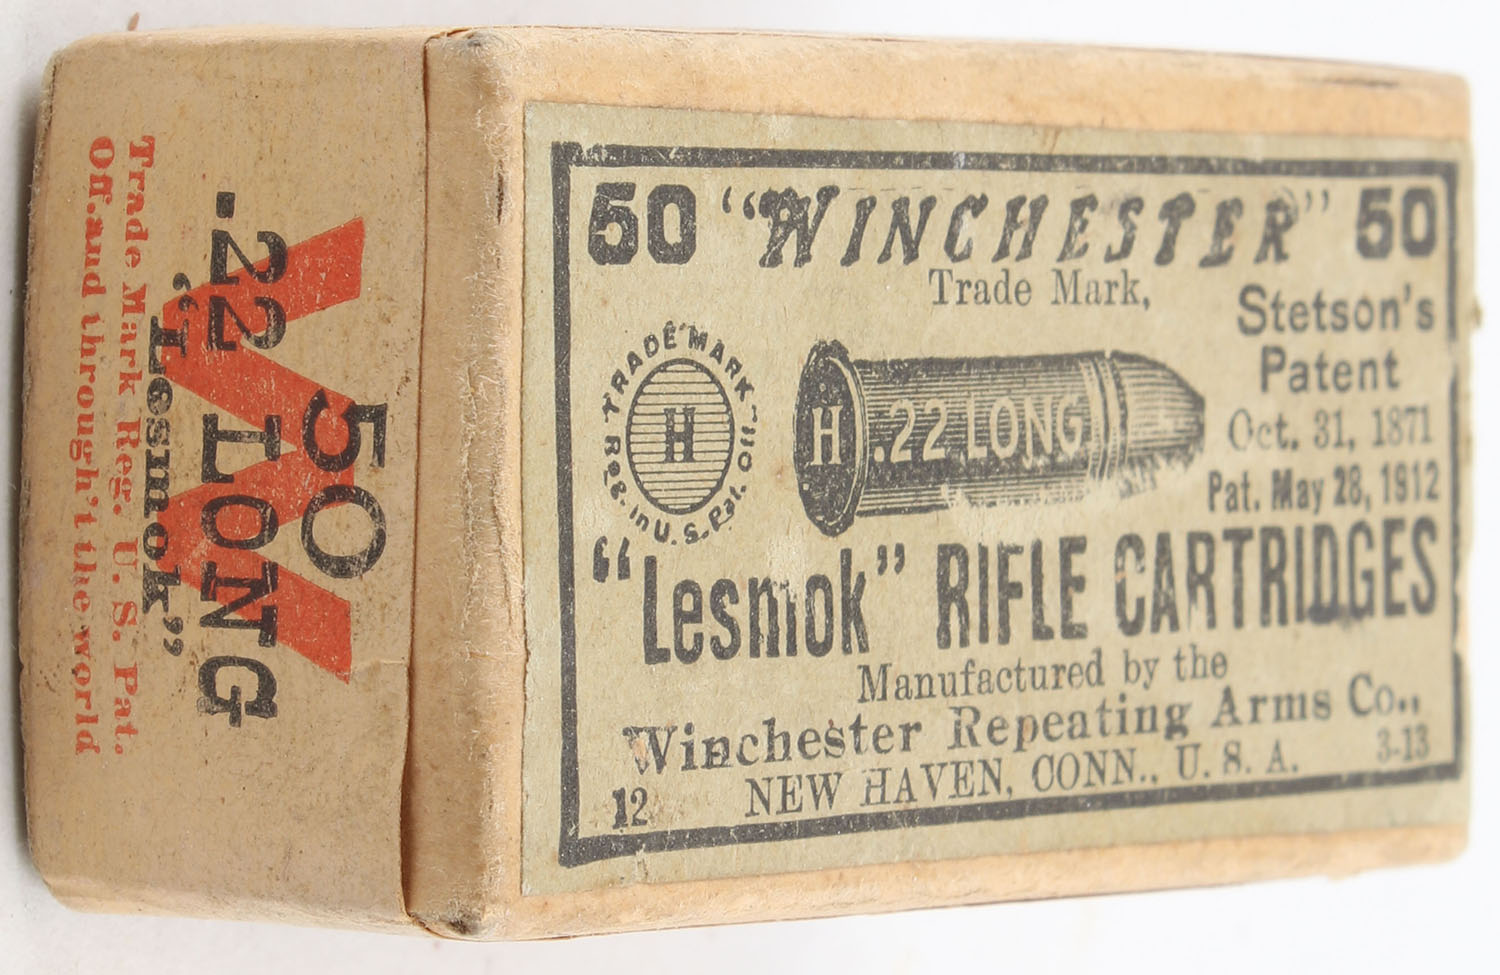 50 "WINCHESTER" 50
Trade Mark,
Stetson's
Patent
Oct. 31, 1871
Pat. May 28, 1912
TRADE MARK
Reg. in U. S. Pat. Off.
H
H .22 LONG
"Lesmok" RIFLE CARTRIDGES
Manufactured by the
Winchester Repeating Arms Co.,
NEW HAVEN, CONN., U. S. A.
12
3-13
W
50
.22 LONG
"Lesmok"
Trade Mark Reg. U. S. Pat.
Off. and through't the world